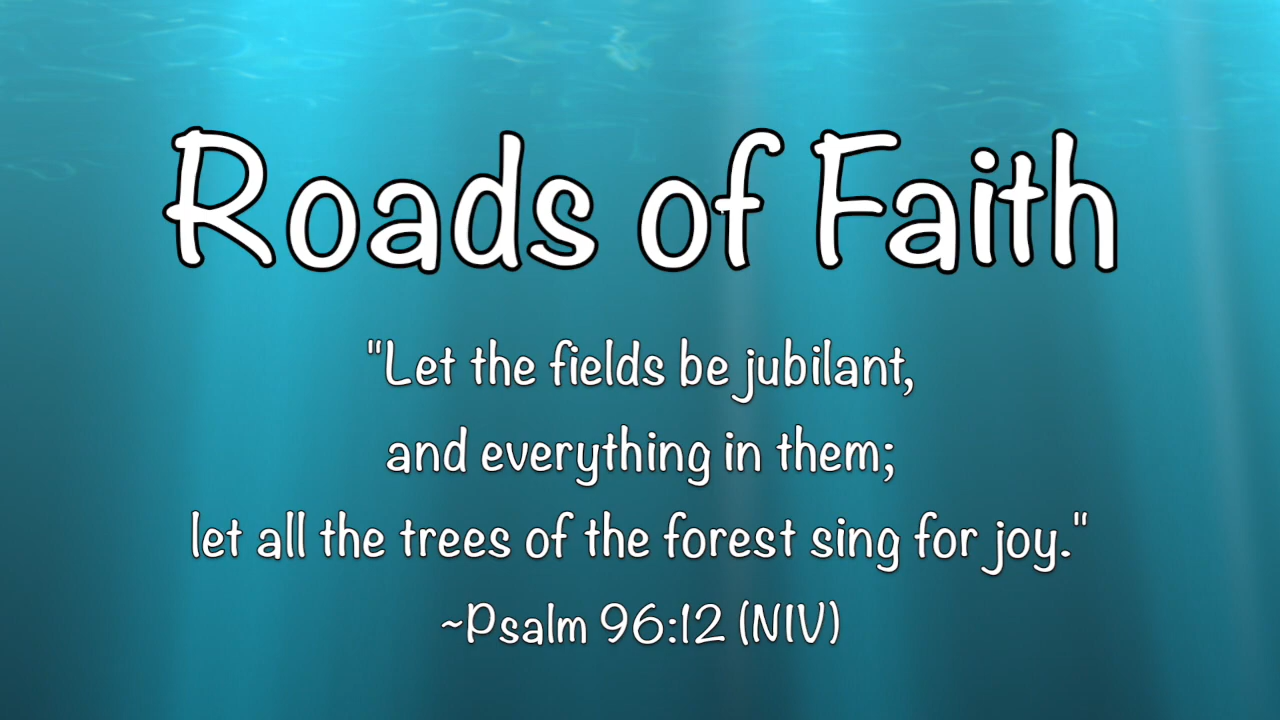 Roads of Faith
"Let the fields be jubilant,
and everything in them;
let all the trees of the forest sing for joy."
~Psalm 96:12 (NIV)